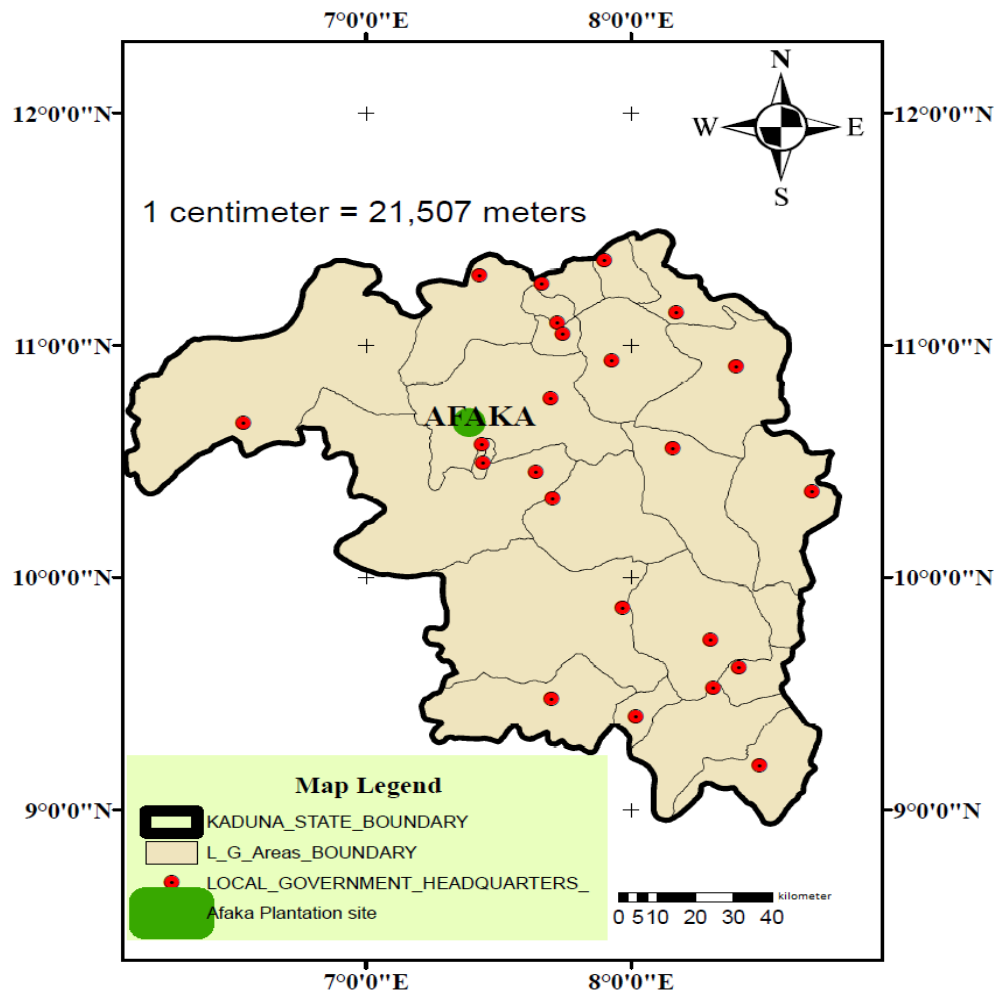 7°0'0"E 8°0'0"E
N
12°0'0"N 12°0'0"N
W E
S
1 centimeter = 21,507 meters
11°0'0"N 11°0'0"N
AFAKA
10°0'0"N 10°0'0"N
Map Legend
9°0'0"N 9°0'0"N
KADUNA_STATE_BOUNDARY
L_G_Areas_BOUNDARY
LOCAL_GOVERNMENT_HEADQUARTERS_
kilometer
Afaka Plantation site
0 5 10 20 30 40
7°0'0"E 8°0'0"E